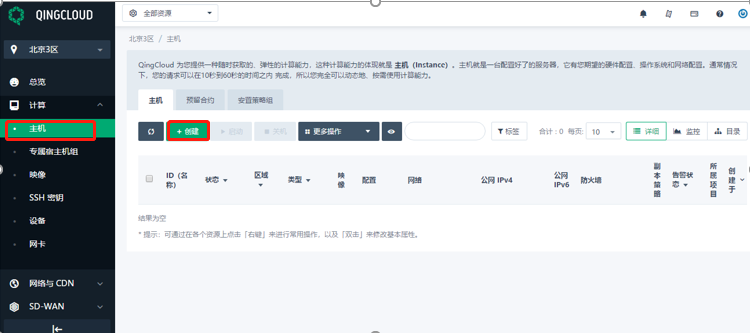 QINGCLOUD
全部资源
北京3区
北京3区 / 主机
QingCloud 为您提供一种随时获取的、弹性的计算能力，这种计算能力的体现就是 主机（Instance）。主机就是一台配置好了的服务器，它有您期望的硬件配置、操作系统和网络配置。通常情况下，您的请求可以在10秒到60秒的时间之内 完成，所以您完全可以动态地、按需使用计算能力。
总览
计算
主机
专属宿主机组
映像
SSH 密钥
设备
网卡
网络与 CDN
SD-WAN
主机 预留合约 安置策略组
+ 创建 启动 关机 更多操作 标签 合计：0 每页： 10 详细 监控 目录
ID（名称） 状态 区域 类型 映像 配置 网络 公网 IPv4 公网 IPv6 防火墙 副本策略 告警状态 所属项目 创建于
结果为空
* 提示：可通过在各个资源上点击「右键」来进行常用操作，以及「双击」来修改基本属性。